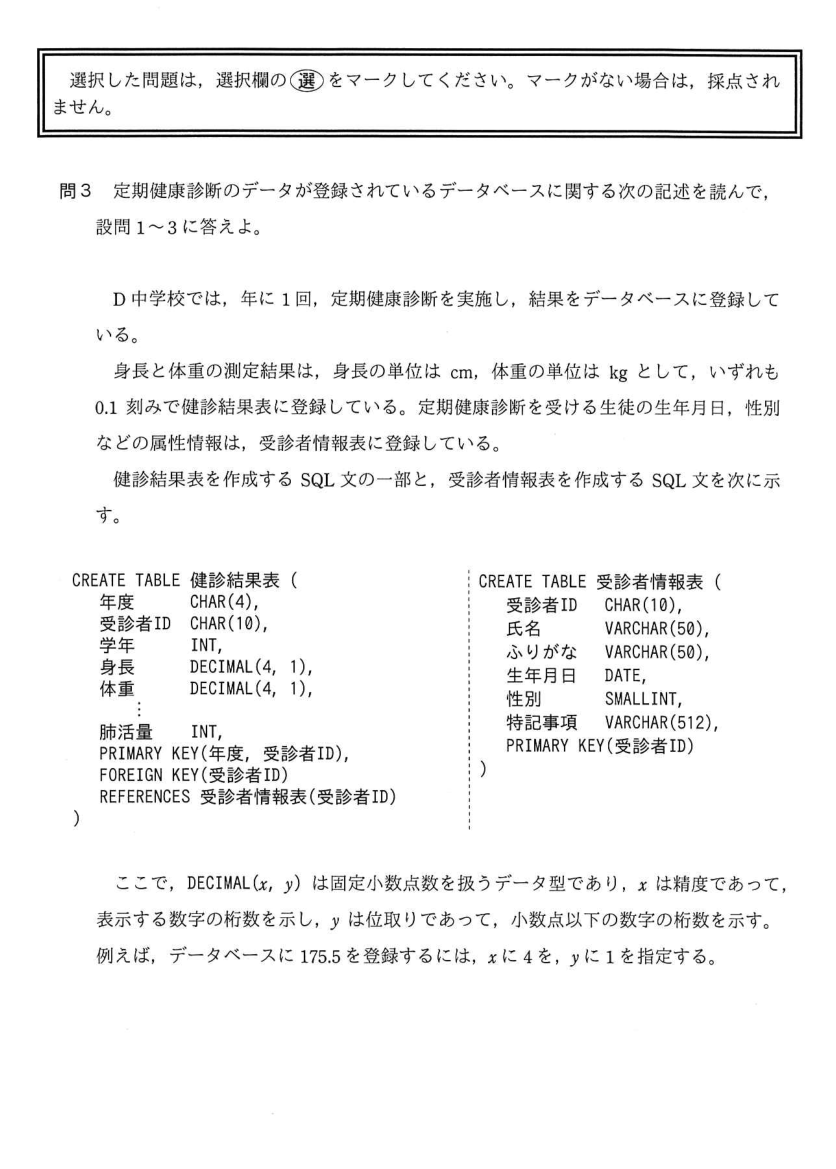 選択した問題は，選択欄の選をマークしてください。マークがない場合は，採点され
ません。
問3 定期健康診断のデータが登録されているデータベースに関する次の記述を読んで，
設問1～3に答えよ。
D中学校では，年に1回，定期健康診断を実施し，結果をデータベースに登録して
いる。
身長と体重の測定結果は，身長の単位は cm，体重の単位は kg として，いずれも
0.1 刻みで健診結果表に登録している。定期健康診断を受ける生徒の生年月日，性別
などの属性情報は，受診者情報表に登録している。
健診結果表を作成する SQL 文の一部と，受診者情報表を作成する SQL 文を次に示
す。
CREATE TABLE 健診結果表 (
年度 CHAR(4),
受診者ID CHAR(10),
学年 INT,
身長 DECIMAL(4, 1),
体重 DECIMAL(4, 1),
⋮
肺活量 INT,
PRIMARY KEY(年度, 受診者ID),
FOREIGN KEY(受診者ID)
REFERENCES 受診者情報表(受診者ID)
)
CREATE TABLE 受診者情報表 (
受診者ID CHAR(10),
氏名 VARCHAR(50),
ふりがな VARCHAR(50),
生年月日 DATE,
性別 SMALLINT,
特記事項 VARCHAR(512),
PRIMARY KEY(受診者ID)
)
ここで，DECIMAL(x, y) は固定小数点数を扱うデータ型であり，x は精度であって，
表示する数字の桁数を示し，y は位取りであって，小数点以下の数字の桁数を示す。
例えば，データベースに 175.5 を登録するには，x に 4 を，y に 1 を指定する。